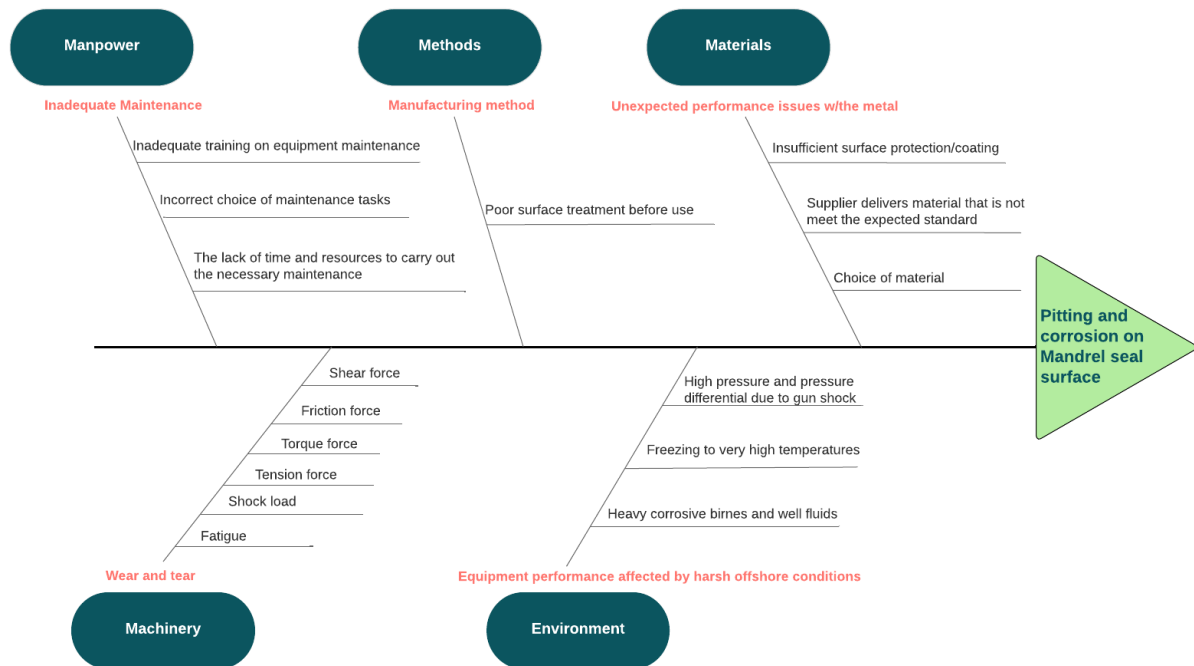 Manpower
Methods
Materials
Inadequate Maintenance
Manufacturing method
Unexpected performance issues w/the metal
Inadequate training on equipment maintenance
Incorrect choice of maintenance tasks
The lack of time and resources to carry out
the necessary maintenance
Poor surface treatment before use
Insufficient surface protection/coating
Supplier delivers material that is not
meet the expected standard
Choice of material
Pitting and
corrosion on
Mandrel seal
surface
Shear force
Friction force
Torque force
Tension force
Shock load
Fatigue
High pressure and pressure
differential due to gun shock
Freezing to very high temperatures
Heavy corrosive birnes and well fluids
Wear and tear
Equipment performance affected by harsh offshore conditions
Machinery
Environment